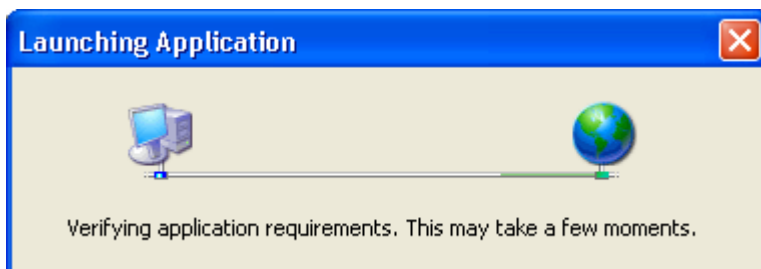 Launching Application
Verifying application requirements. This may take a few moments.